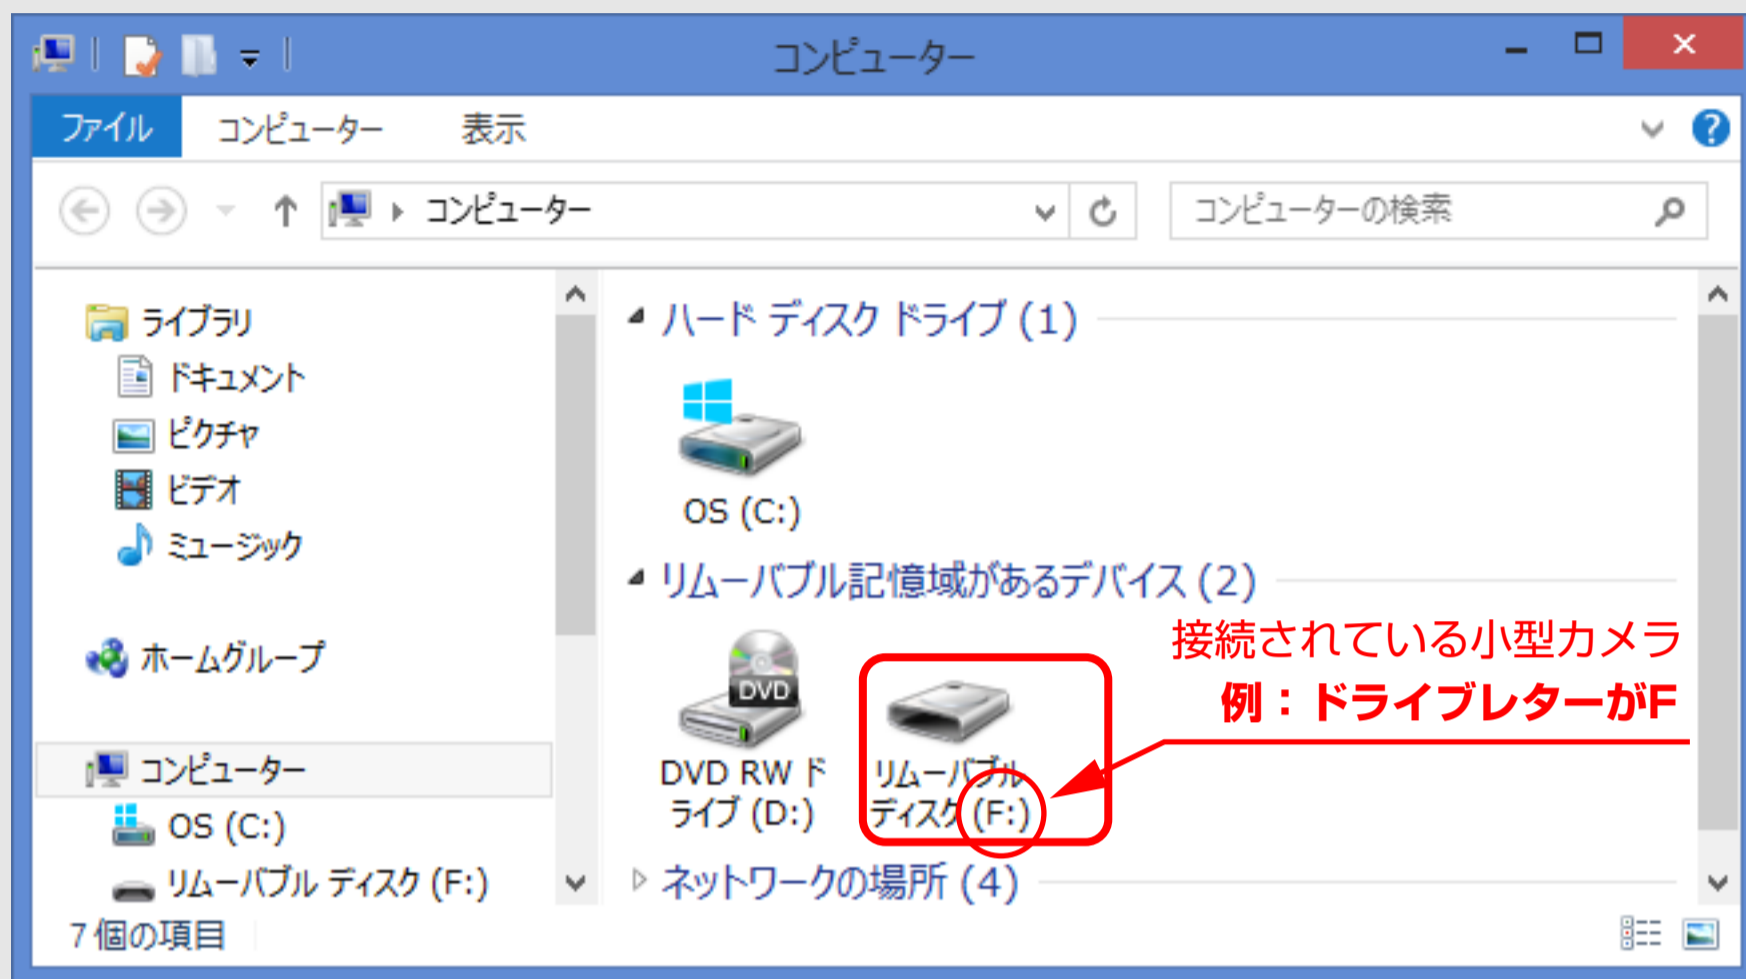 コンピューター
ファイル コンピューター 表示
コンピューター
コンピューターの検索
ライブラリ
ドキュメント
ピクチャ
ビデオ
ミュージック
ホームグループ
コンピューター
OS (C:)
リムーバブル ディスク (F:)
ハード ディスク ドライブ (1)
OS (C:)
リムーバブル記憶域があるデバイス (2)
接続されている小型カメラ
例：ドライブレターがF
DVD
DVD RW ド
ライブ (D:)
リムーバブル
ディスク (F:)
ネットワークの場所 (4)
7 個の項目